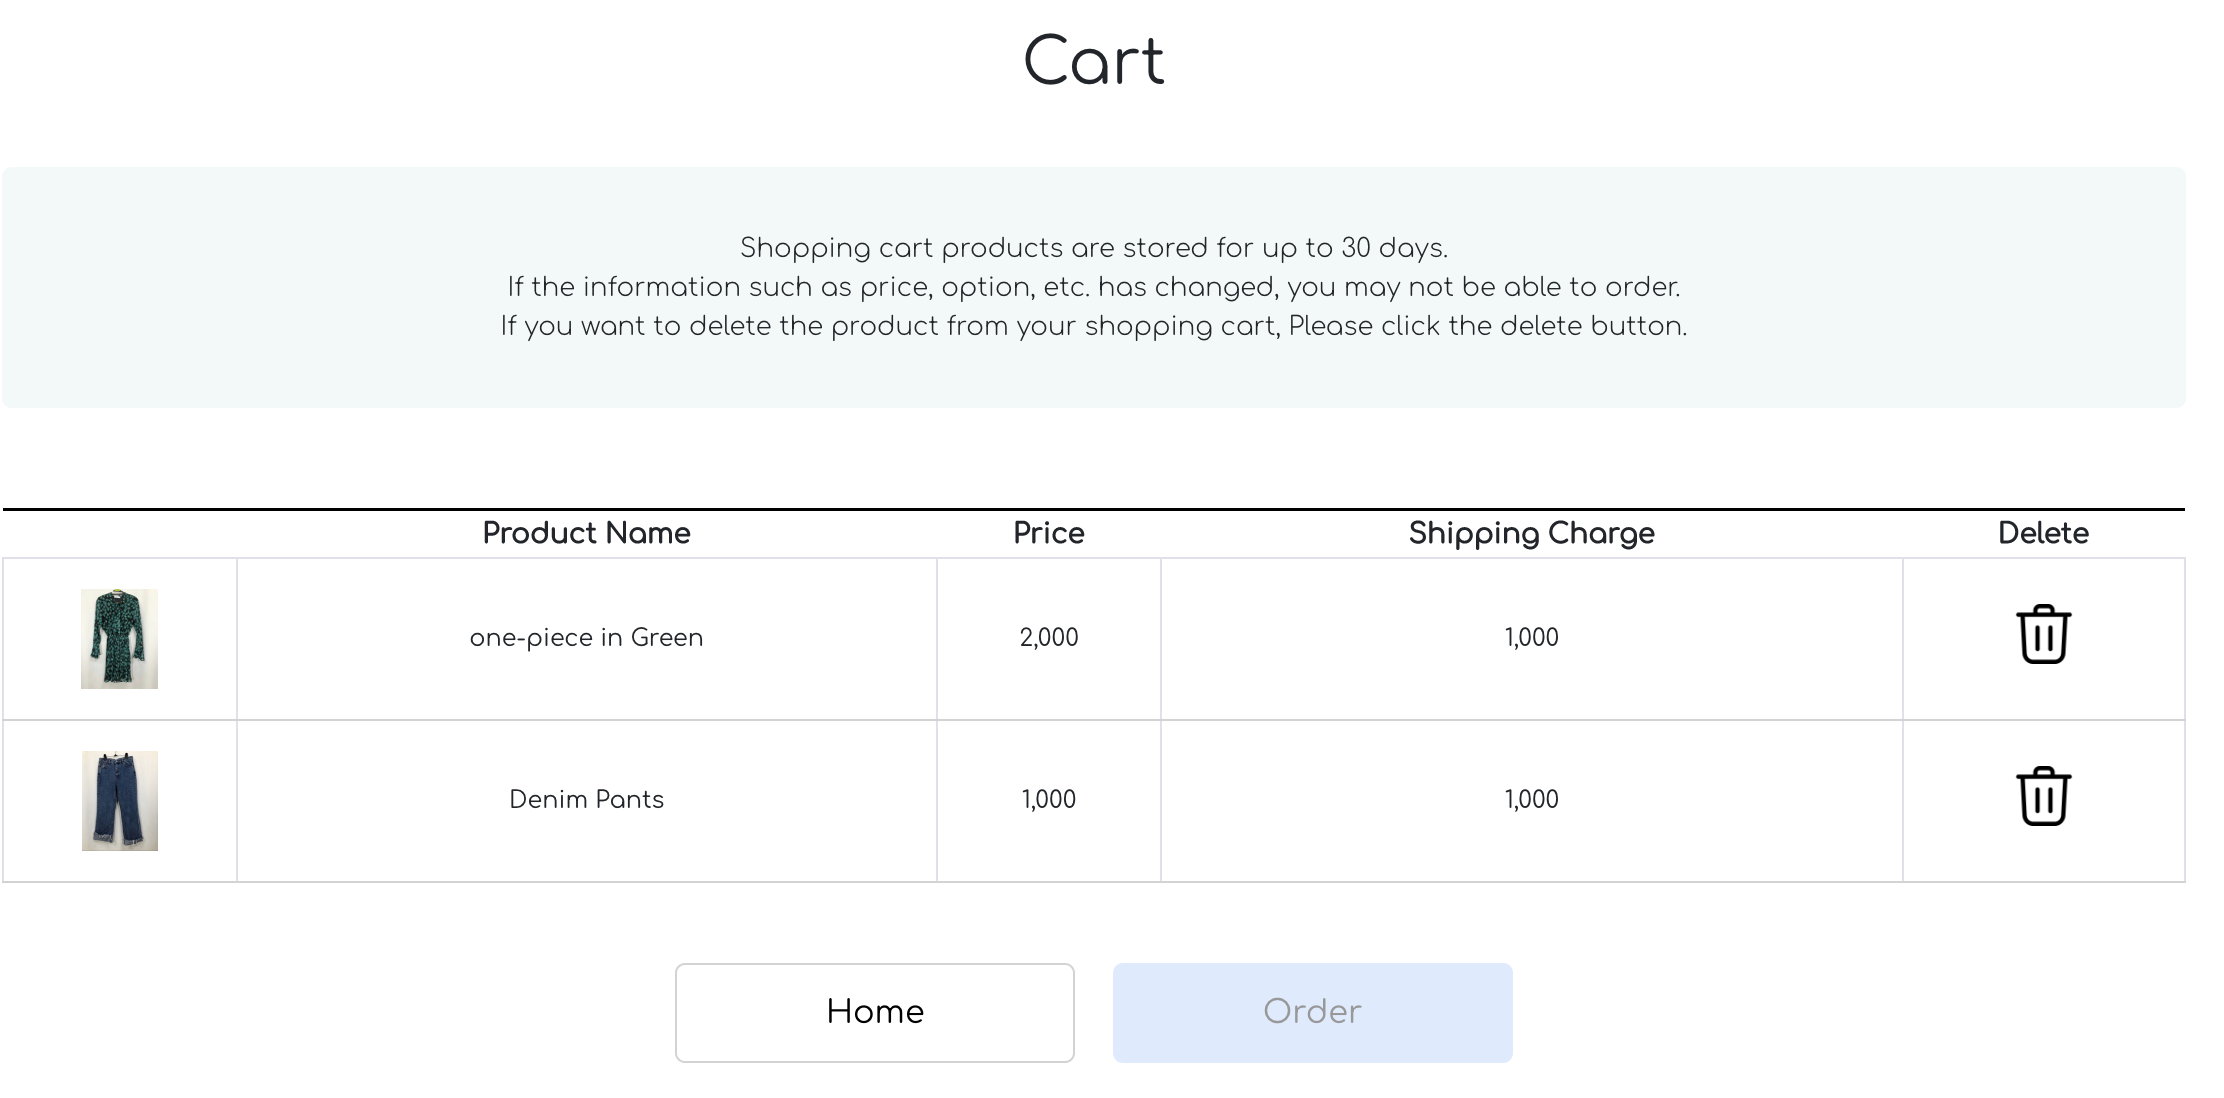 Cart
Shopping cart products are stored for up to 30 days.
If the information such as price, option, etc. has changed, you may not be able to order.
If you want to delete the product from your shopping cart, Please click the delete button.
Product Name Price Shipping Charge Delete
one-piece in Green 2,000 1,000
Denim Pants 1,000 1,000
Home Order